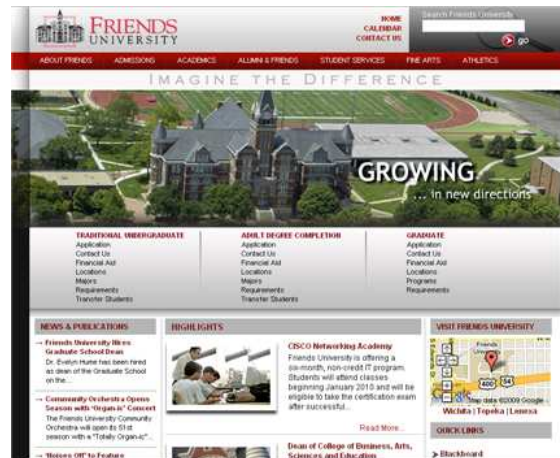 FRIENDS
UNIVERSITY
HOME
CALENDAR
CONTACT US
Search Friends University
go
ABOUT FRIENDS ADMISSIONS ACADEMICS ALUMNI & FRIENDS STUDENT SERVICES FINE ARTS ATHLETICS
IMAGINE THE DIFFERENCE
GROWING
... in new directions
TRADITIONAL UNDERGRADUATE
Application
Contact Us
Financial Aid
Locations
Majors
Requirements
Transfer Students
ADULT DEGREE COMPLETION
Application
Contact Us
Financial Aid
Locations
Majors
Requirements
Transfer Students
GRADUATE
Application
Contact Us
Financial Aid
Locations
Programs
Requirements
NEWS & PUBLICATIONS
Friends University Hires
Graduate School Dean
Dr. Evelyn Hume has been hired
as dean of the Graduate School
on the...
Community Orchestra Opens
Season with 'Organ-ic' Concert
The Friends University Community
Orchestra will open its 51st
season with a "Totally Organ-ic"...
'Noises Off' to Feature
HIGHLIGHTS
CISCO Networking Academy
Friends University is offering a
six-month, non-credit IT program.
Students will attend classes
beginning January 2010 and will be
eligible to take the certification exam
after successful...
Read More...
Dean of College of Business, Arts,
Sciences and Education
VISIT FRIENDS UNIVERSITY
Friends
400 54
Map data ©2009 Google
Wichita | Topeka | Lenexa
QUICK LINKS
Blackboard